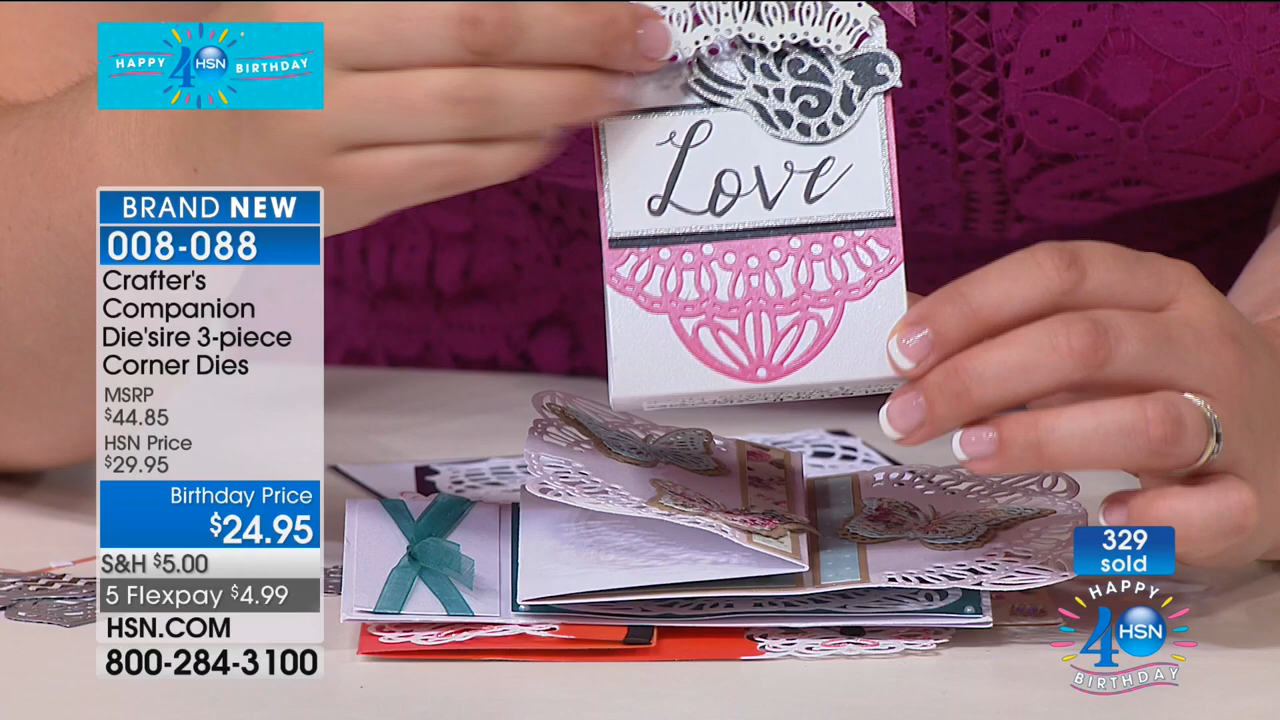 HAPPY 40 HSN BIRTHDAY
BRAND NEW
008-088
Crafter's
Companion
Die'sire 3-piece
Corner Dies
MSRP
$44.85
HSN Price
$29.95
Birthday Price
$24.95
S&H $5.00
5 Flexpay $4.99
HSN.COM
800-284-3100
Love
329
sold
HAPPY
40 HSN
BIRTHDAY